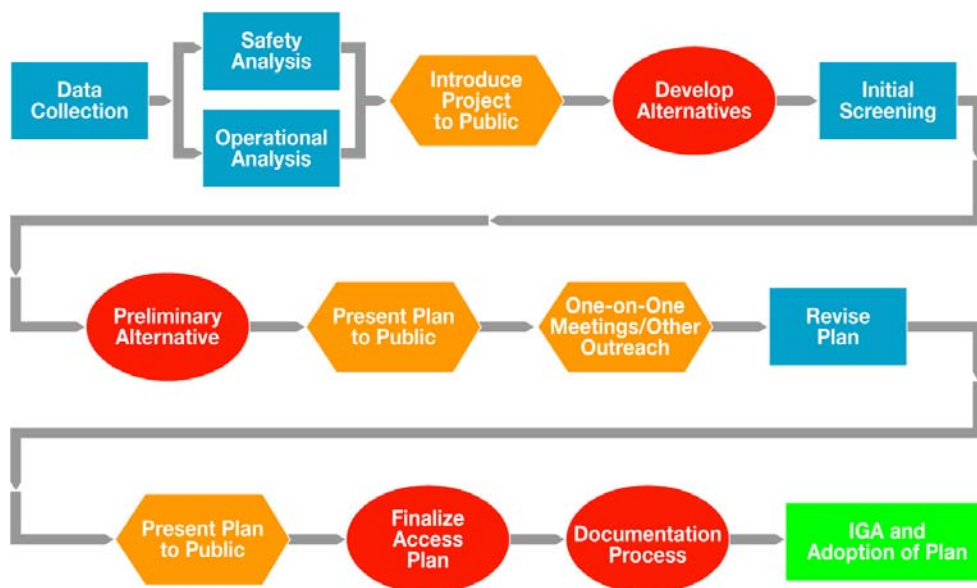 Data
Collection
Safety
Analysis
Operational
Analysis
Introduce
Project
to Public
Develop
Alternatives
Initial
Screening
Preliminary
Alternative
Present Plan
to Public
One-on-One
Meetings/Other
Outreach
Revise
Plan
Present Plan
to Public
Finalize
Access
Plan
Documentation
Process
IGA and
Adoption of Plan